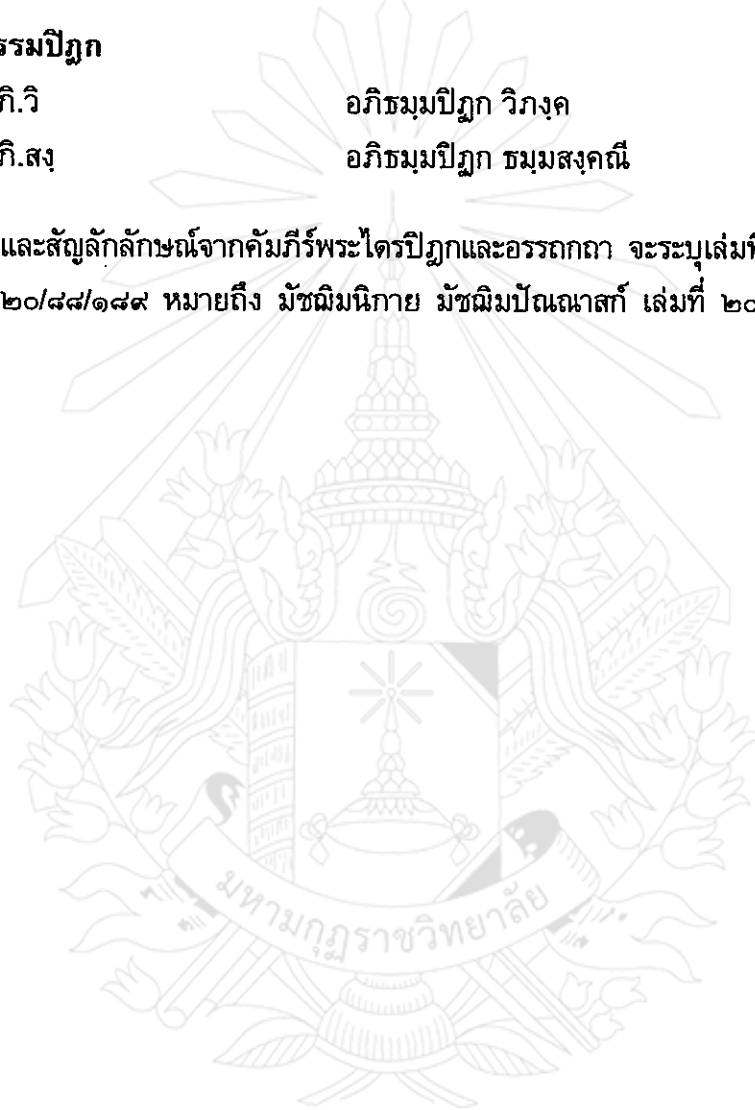 รรมปิฎก
ภิ.วิ อภิธมฺมปิฏก วิภงฺค
ภิ.สงฺ อภิธมฺมปิฏก ธมฺมสงฺคณี
และสัญลักลักษณ์จากคัมภีร์พระไตรปิฎกและอรรถกถา จะระบุเล่มที่
๒๐/๘๘/๑๘๙ หมายถึง มัชฌิมนิกาย มัชฌิมปัณณาสก์ เล่มที่ ๒๐
มหามกุฏราชวิทยาลัย